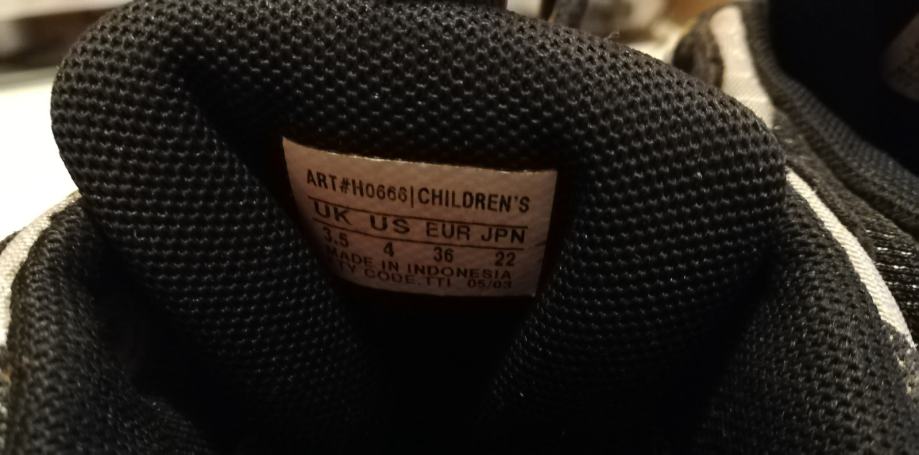 ART#H0666|CHILDREN'S
UK US EUR JPN
3.5 4 36 22
MADE IN INDONESIA
TY CODE.TTI 05/03